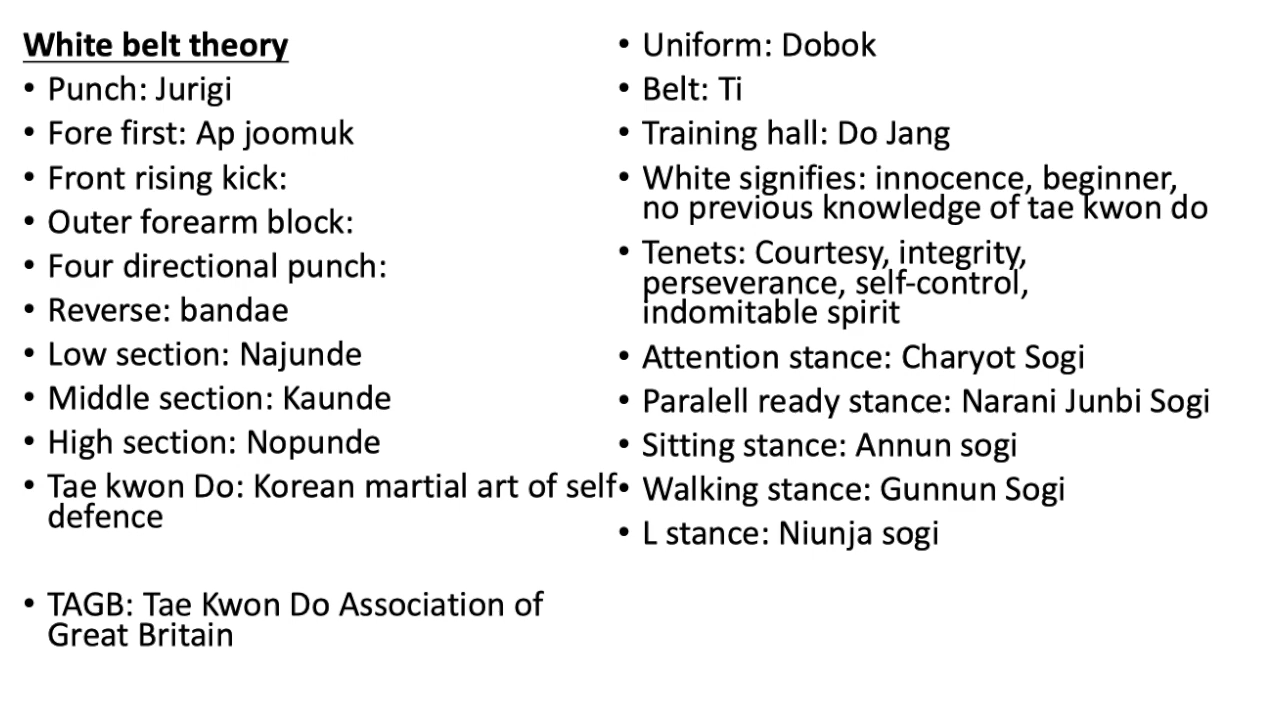 White belt theory
• Punch: Jurigi
• Fore first: Ap joomuk
• Front rising kick:
• Outer forearm block:
• Four directional punch:
• Reverse: bandae
• Low section: Najunde
• Middle section: Kaunde
• High section: Nopunde
• Tae kwon Do: Korean martial art of self
defence
• TAGB: Tae Kwon Do Association of
Great Britain
• Uniform: Dobok
• Belt: Ti
• Training hall: Do Jang
• White signifies: innocence, beginner,
no previous knowledge of tae kwon do
• Tenets: Courtesy, integrity,
perseverance, self-control,
indomitable spirit
• Attention stance: Charyot Sogi
• Paralell ready stance: Narani Junbi Sogi
• Sitting stance: Annun sogi
• Walking stance: Gunnun Sogi
• L stance: Niunja sogi